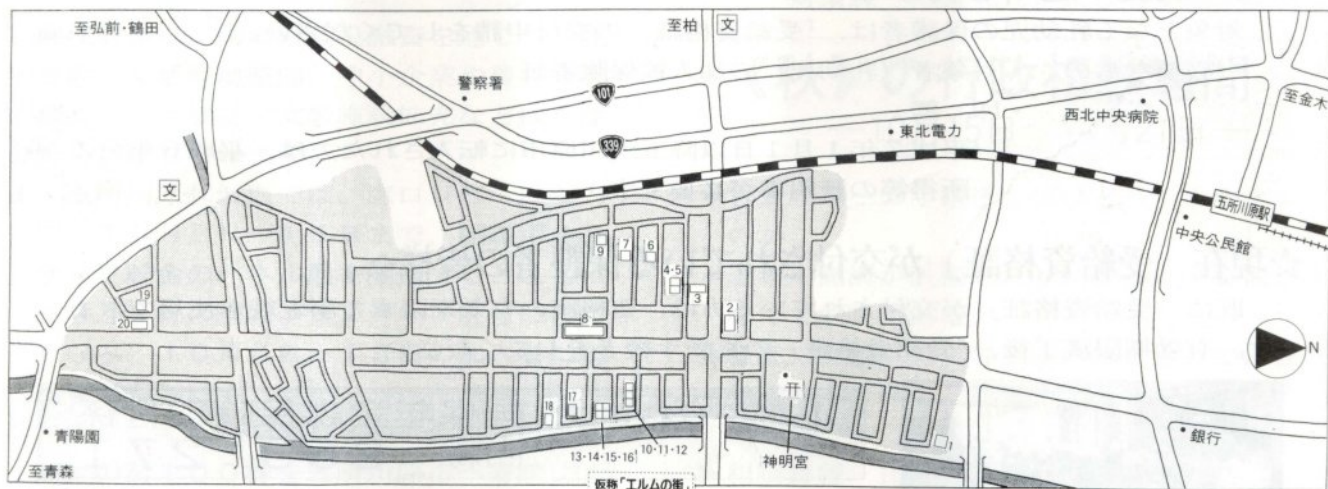 至弘前・鶴田
至柏
文
警察署
101
西北中央病院
至金木
東北電力
339
文
五所川原駅
中央公民館
9
7
6
4・5
3
19
2
20
8
N
18
17
10・11・12
13・14・15・16
神明宮
1
青陽園
銀行
至青森
仮称「エルムの街」